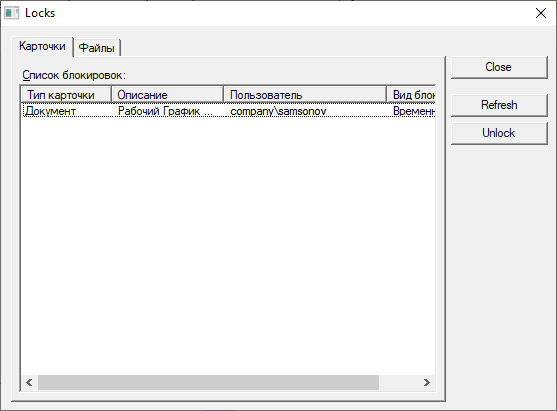 Locks
Карточки Файлы
Список блокировок:
Тип карточки Описание Пользователь Вид блок
Документ Рабочий График ... company\samsonov Временн
Close
Refresh
Unlock